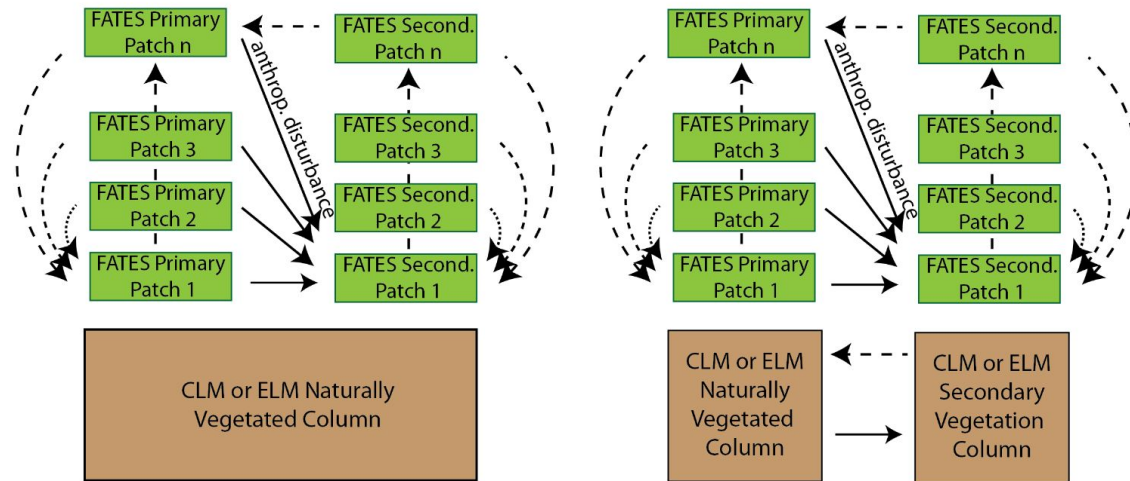 FATES Primary
Patch n
FATES Second.
Patch n
anthrop. disturbance
FATES Primary
Patch 3
FATES Second.
Patch 3
FATES Primary
Patch 2
FATES Second.
Patch 2
FATES Primary
Patch 1
FATES Second.
Patch 1
CLM or ELM Naturally
Vegetated Column
FATES Primary
Patch n
FATES Second.
Patch n
anthrop. disturbance
FATES Primary
Patch 3
FATES Second.
Patch 3
FATES Primary
Patch 2
FATES Second.
Patch 2
FATES Primary
Patch 1
FATES Second.
Patch 1
CLM or ELM
Naturally
Vegetated
Column
CLM or ELM
Secondary
Vegetation
Column